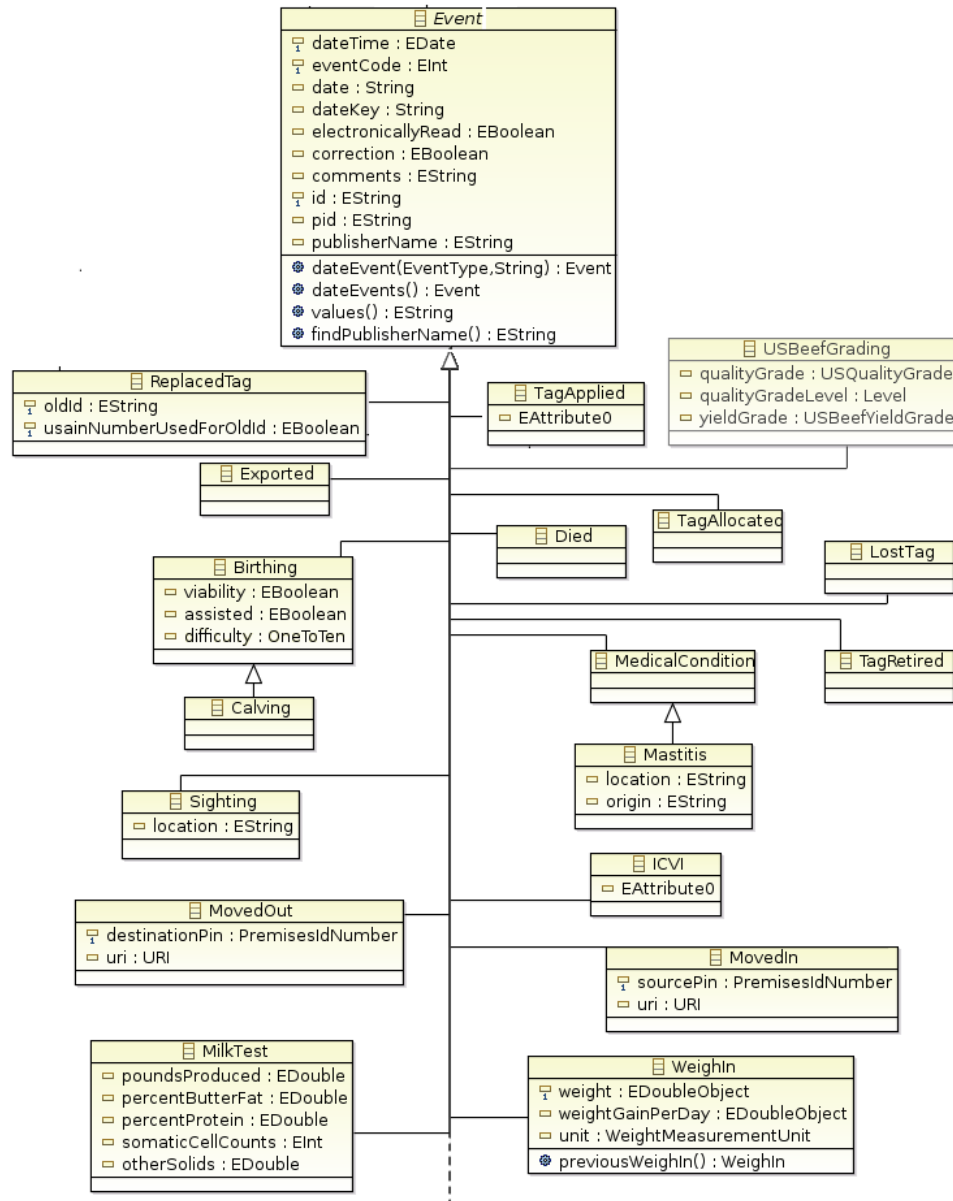 Event
dateTime : EDate
eventCode : EInt
date : String
dateKey : String
electronicallyRead : EBoolean
correction : EBoolean
comments : EString
id : EString
pid : EString
publisherName : EString
dateEvent(EventType,String) : Event
dateEvents() : Event
values() : EString
findPublisherName() : EString
ReplacedTag
oldId : EString
usainNumberUsedForOldId : EBoolean
TagApplied
EAttribute0
USBeefGrading
qualityGrade : USQualityGrade
qualityGradeLevel : Level
yieldGrade : USBeefYieldGrade
Exported
TagAllocated
Died
LostTag
Birthing
viability : EBoolean
assisted : EBoolean
difficulty : OneToTen
MedicalCondition
TagRetired
Calving
Mastitis
location : EString
origin : EString
Sighting
location : EString
ICVI
EAttribute0
MovedOut
destinationPin : PremisesIdNumber
uri : URI
MovedIn
sourcePin : PremisesIdNumber
uri : URI
MilkTest
poundsProduced : EDouble
percentButterFat : EDouble
percentProtein : EDouble
somaticCellCounts : EInt
otherSolids : EDouble
WeighIn
weight : EDoubleObject
weightGainPerDay : EDoubleObject
unit : WeightMeasurementUnit
previousWeighIn() : WeighIn